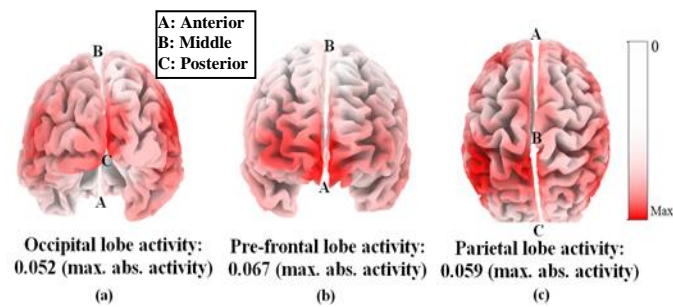 A: Anterior
B: Middle
C: Posterior
B
C
A
B
A
A
B
C
0
Max
Occipital lobe activity:
0.052 (max. abs. activity)
(a)
Pre-frontal lobe activity:
0.067 (max. abs. activity)
(b)
Parietal lobe activity:
0.059 (max. abs. activity)
(c)